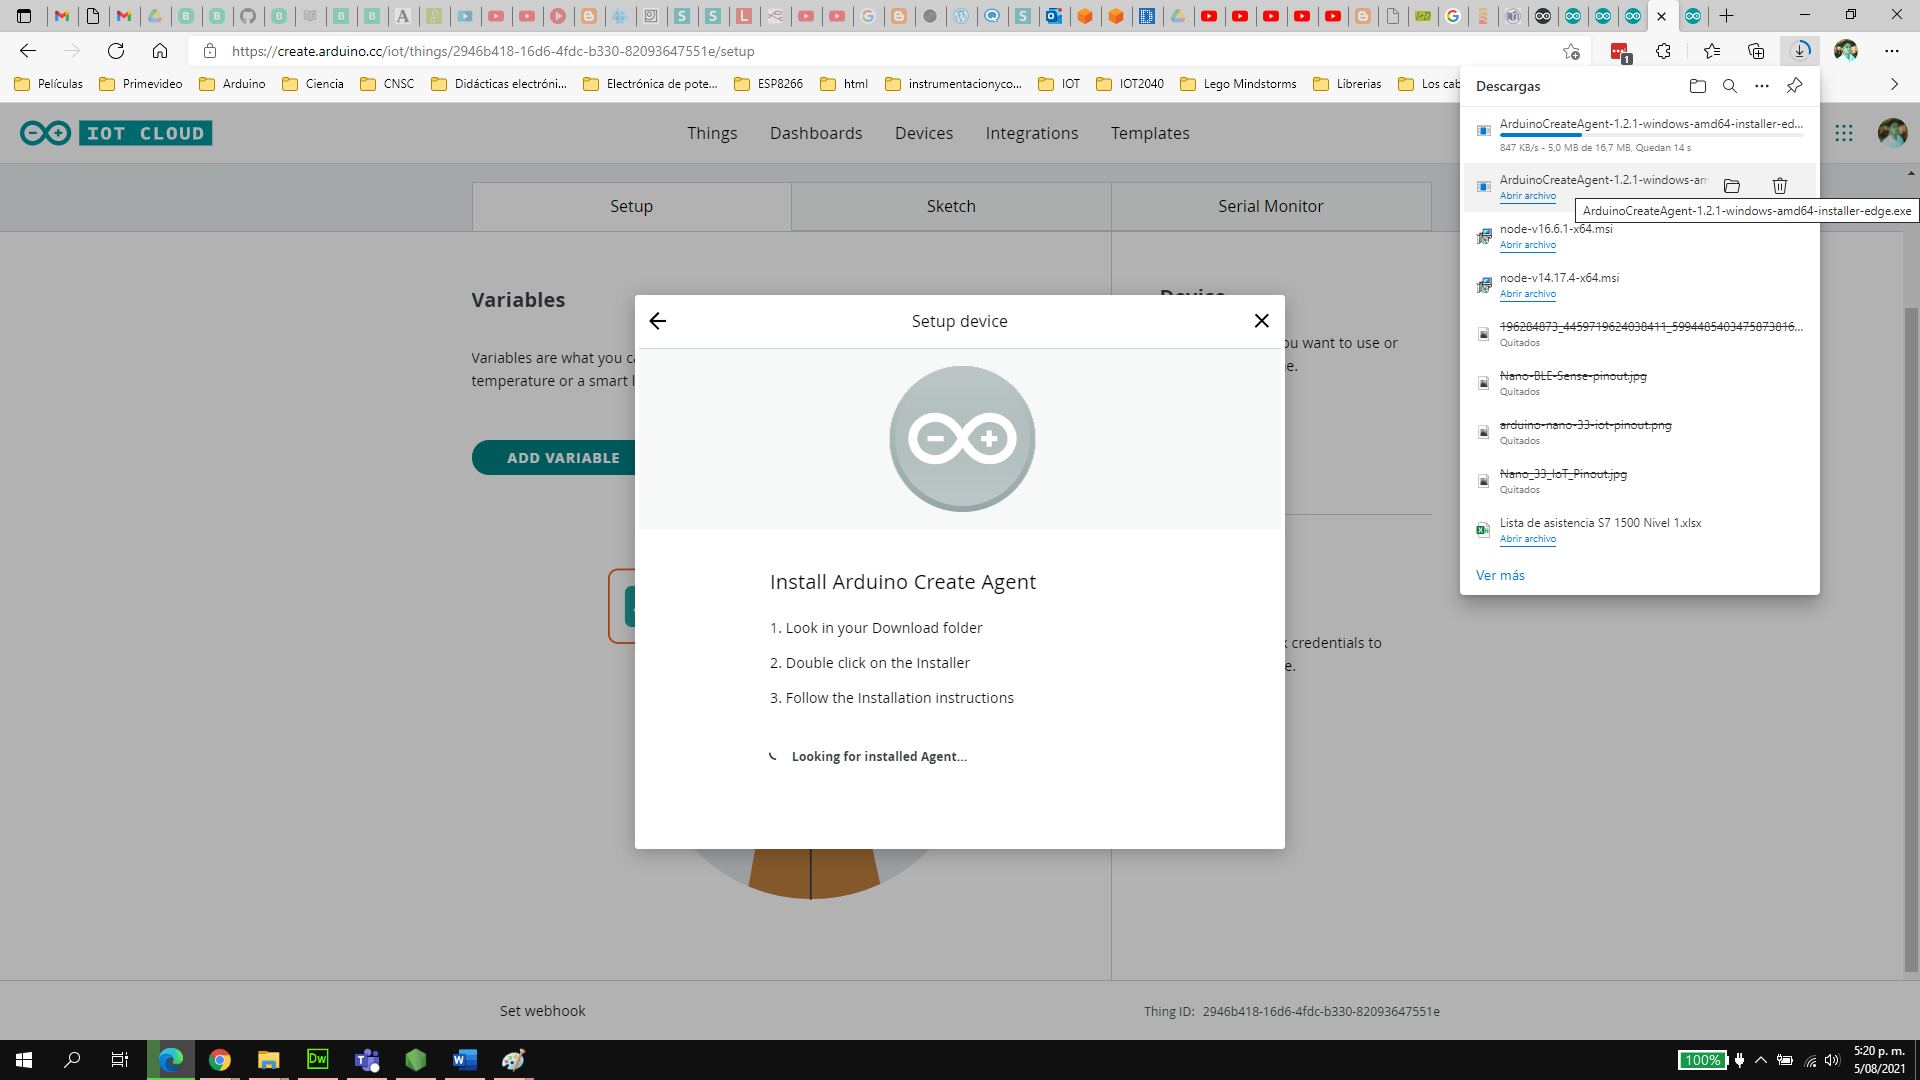 https://create.arduino.cc/iot/things/2946b418-16d6-4fdc-b330-82093647551e/setup
1
Películas
Primevideo
Arduino
Ciencia
CNSC
Didácticas electróni...
Electrónica de pote...
ESP8266
html
instrumentacionyco...
IOT
IOT2040
Lego Mindstorms
Librerias
Los cab
IOT CLOUD
Things
Dashboards
Devices
Integrations
Templates
Setup
Sketch
Serial Monitor
Variables
Variables are what you ca
temperature or a smart l
ADD VARIABLE
Device
ou want to use or
e.
credentials to
e.
Setup device
Install Arduino Create Agent
1. Look in your Download folder
2. Double click on the Installer
3. Follow the Installation instructions
Looking for installed Agent...
Descargas
ArduinoCreateAgent-1.2.1-windows-amd64-installer-ed...
847 KB/s - 5,0 MB de 16,7 MB, Quedan 14 s
ArduinoCreateAgent-1.2.1-windows-am
Abrir archivo
ArduinoCreateAgent-1.2.1-windows-amd64-installer-edge.exe
node-v16.6.1-x64.msi
Abrir archivo
node-v14.17.4-x64.msi
Abrir archivo
196284873_4459719624038411_5994485403475873816...
Quitados
Nano-BLE-Sense-pinout.jpg
Quitados
arduino-nano-33-iot-pinout.png
Quitados
Nano_33_IoT_Pinout.jpg
Quitados
Lista de asistencia S7 1500 Nivel 1.xlsx
Abrir archivo
Ver más
Set webhook
Thing ID: 2946b418-16d6-4fdc-b330-82093647551e
Dw
100%
5:20 p. m.
5/08/2021